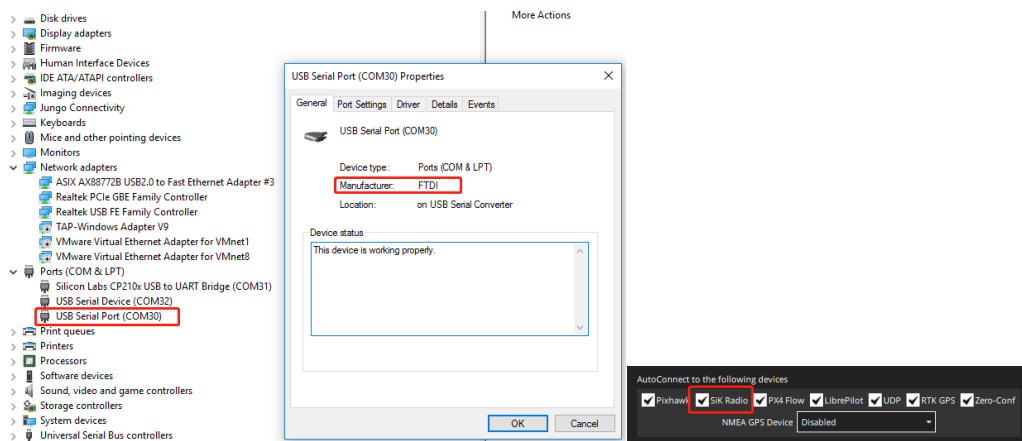 Disk drives
Display adapters
Firmware
Human Interface Devices
IDE ATA/ATAPI controllers
Imaging devices
Jungo Connectivity
Keyboards
Mice and other pointing devices
Monitors
Network adapters
ASIX AX88772B USB2.0 to Fast Ethernet Adapter #3
Realtek PCIe GBE Family Controller
Realtek USB FE Family Controller
TAP-Windows Adapter V9
VMware Virtual Ethernet Adapter for VMnet1
VMware Virtual Ethernet Adapter for VMnet8
Ports (COM & LPT)
Silicon Labs CP210x USB to UART Bridge (COM31)
USB Serial Device (COM32)
USB Serial Port (COM30)
Print queues
Printers
Processors
Software devices
Sound, video and game controllers
Storage controllers
System devices
Universal Serial Bus controllers
More Actions
USB Serial Port (COM30) Properties
General Port Settings Driver Details Events
USB Serial Port (COM30)
Device type: Ports (COM & LPT)
Manufacturer: FTDI
Location: on USB Serial Converter
Device status
This device is working properly.
OK Cancel
AutoConnect to the following devices
Pixhawk SiK Radio PX4 Flow LibrePilot UDP RTK GPS Zero-Conf
NMEA GPS Device Disabled